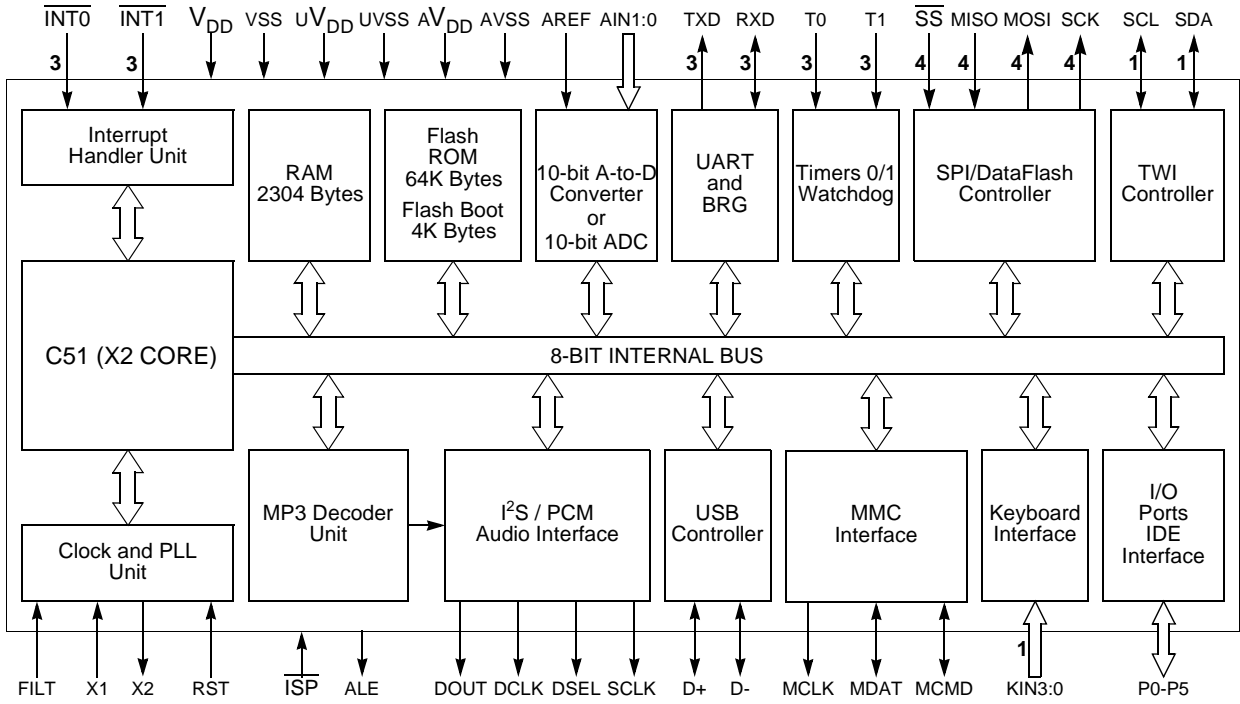 INT0 INT1 VDD VSS UVDD UVSS AVDD AVSS AREF AIN1:0 TXD RXD T0 T1 SS MISO MOSI SCK SCL SDA
3 3 3 3 3 3 4 4 4 4 1 1
Interrupt
Handler Unit
RAM
2304 Bytes
Flash
ROM
64K Bytes
Flash Boot
4K Bytes
10-bit A-to-D
Converter
or
10-bit ADC
UART
and
BRG
Timers 0/1
Watchdog
SPI/DataFlash
Controller
TWI
Controller
C51 (X2 CORE)
8-BIT INTERNAL BUS
Clock and PLL
Unit
MP3 Decoder
Unit
I²S / PCM
Audio Interface
USB
Controller
MMC
Interface
Keyboard
Interface
I/O
Ports
IDE
Interface
1
FILT X1 X2 RST ISP ALE DOUT DCLK DSEL SCLK D+ D- MCLK MDAT MCMD KIN3:0 P0-P5